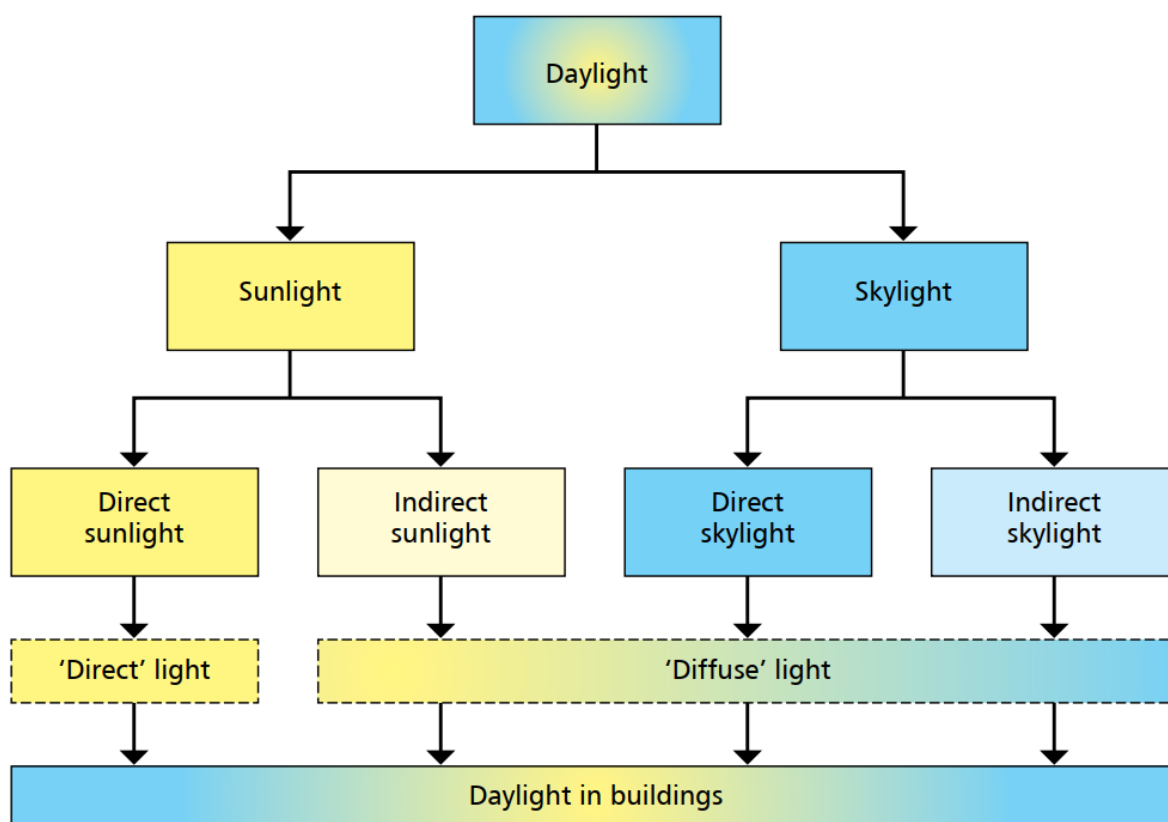 Daylight
Sunlight
Skylight
Direct
sunlight
Indirect
sunlight
Direct
skylight
Indirect
skylight
‘Direct’ light
‘Diffuse’ light
Daylight in buildings